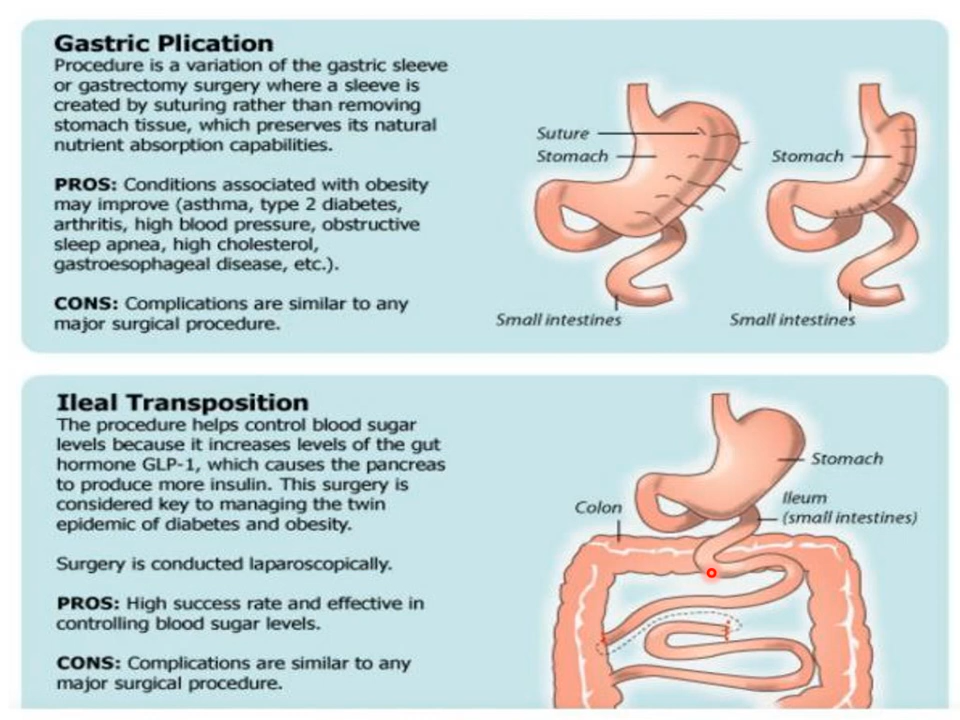 Gastric Plication
Procedure is a variation of the gastric sleeve
or gastrectomy surgery where a sleeve is
created by suturing rather than removing
stomach tissue, which preserves its natural
nutrient absorption capabilities.
PROS: Conditions associated with obesity
may improve (asthma, type 2 diabetes,
arthritis, high blood pressure, obstructive
sleep apnea, high cholesterol,
gastroesophageal disease, etc.).
CONS: Complications are similar to any
major surgical procedure.
Suture
Stomach
Small intestines
Stomach
Small intestines
Ileal Transposition
The procedure helps control blood sugar
levels because it increases levels of the gut
hormone GLP-1, which causes the pancreas
to produce more insulin. This surgery is
considered key to managing the twin
epidemic of diabetes and obesity.
Surgery is conducted laparoscopically.
PROS: High success rate and effective in
controlling blood sugar levels.
CONS: Complications are similar to any
major surgical procedure.
Stomach
Colon
Ileum
(small intestines)